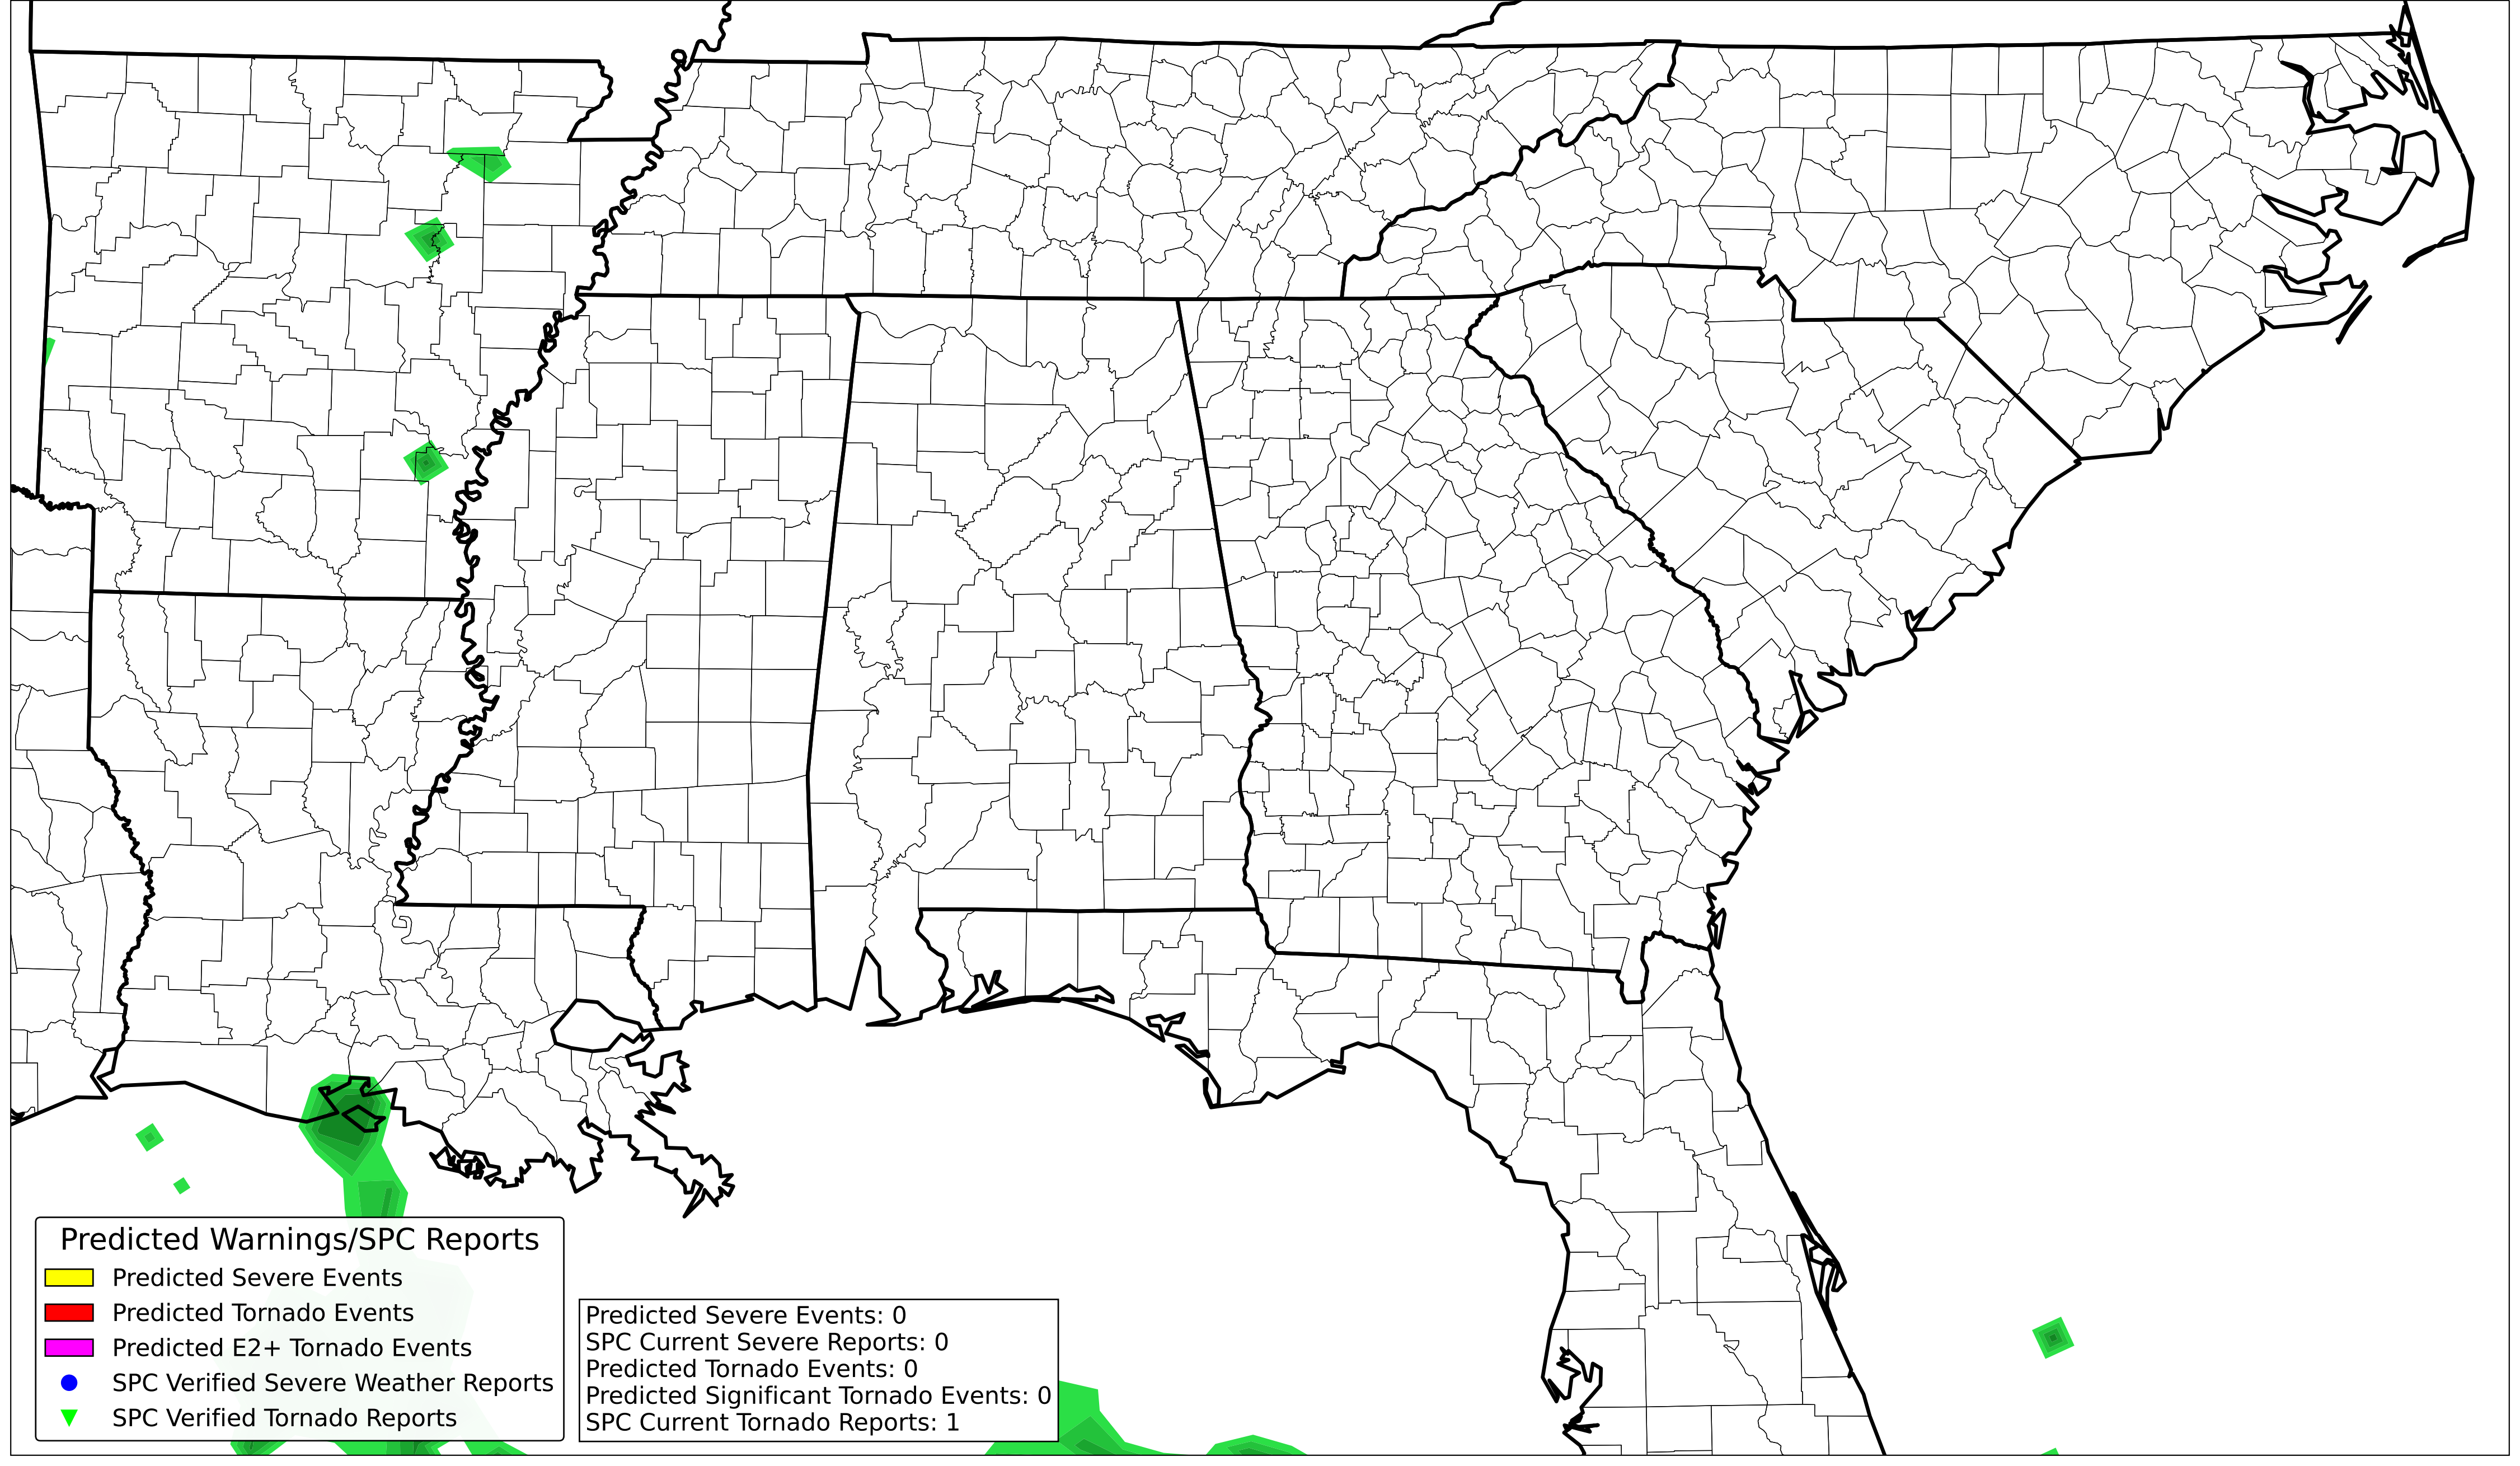 Predicted Warnings/SPC Reports
Predicted Severe Events
Predicted Tornado Events
Predicted E2+ Tornado Events
SPC Verified Severe Weather Reports
SPC Verified Tornado Reports
Predicted Severe Events: 0
SPC Current Severe Reports: 0
Predicted Tornado Events: 0
Predicted Significant Tornado Events: 0
SPC Current Tornado Reports: 1